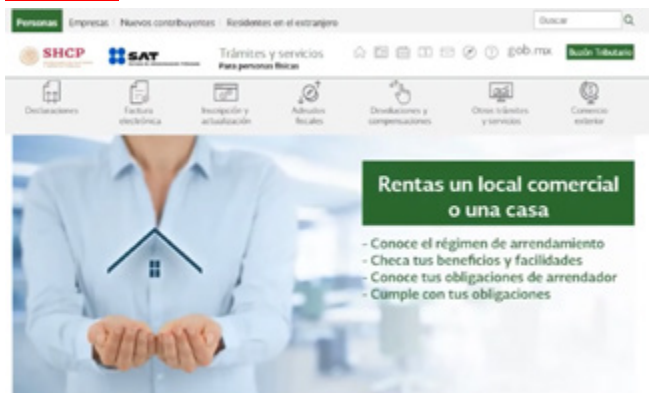 Personas Empresas Nuevos contribuyentes Residentes en el extranjero Buscar
SHCP SAT Trámites y servicios gob.mx Buzón Tributario
Para personas físicas
Declaraciones Factura electrónica Inscripción y actualización Adeudos fiscales Devoluciones y compensaciones Otros trámites y servicios Comercio exterior
Rentas un local comercial
o una casa
- Conoce el régimen de arrendamiento
- Checa tus beneficios y facilidades
- Conoce tus obligaciones de arrendador
- Cumple con tus obligaciones